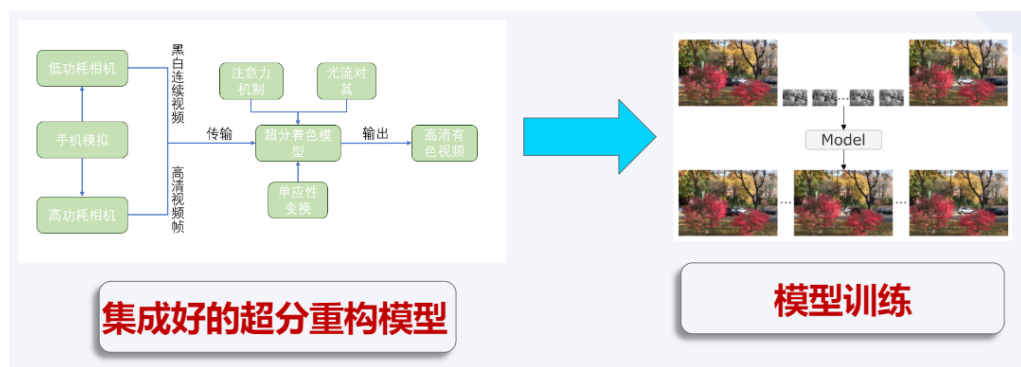 低功耗相机
手机模拟
高功耗相机
黑白连续视频
高清视频帧
传输
注意力
机制
光流对
其
超分着色模
型
单应性
变换
输出
高清有
色视频
集成好的超分重构模型
...
Model
...
...
模型训练